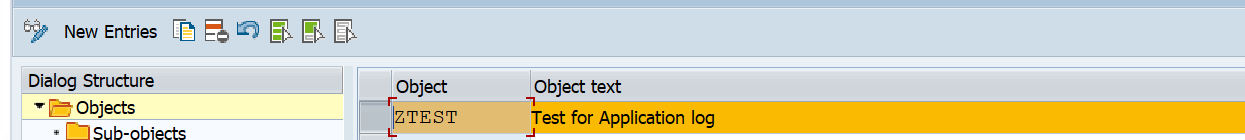 New Entries
Dialog Structure
Objects
Sub-objects
Object Object text
ZTEST Test for Application log